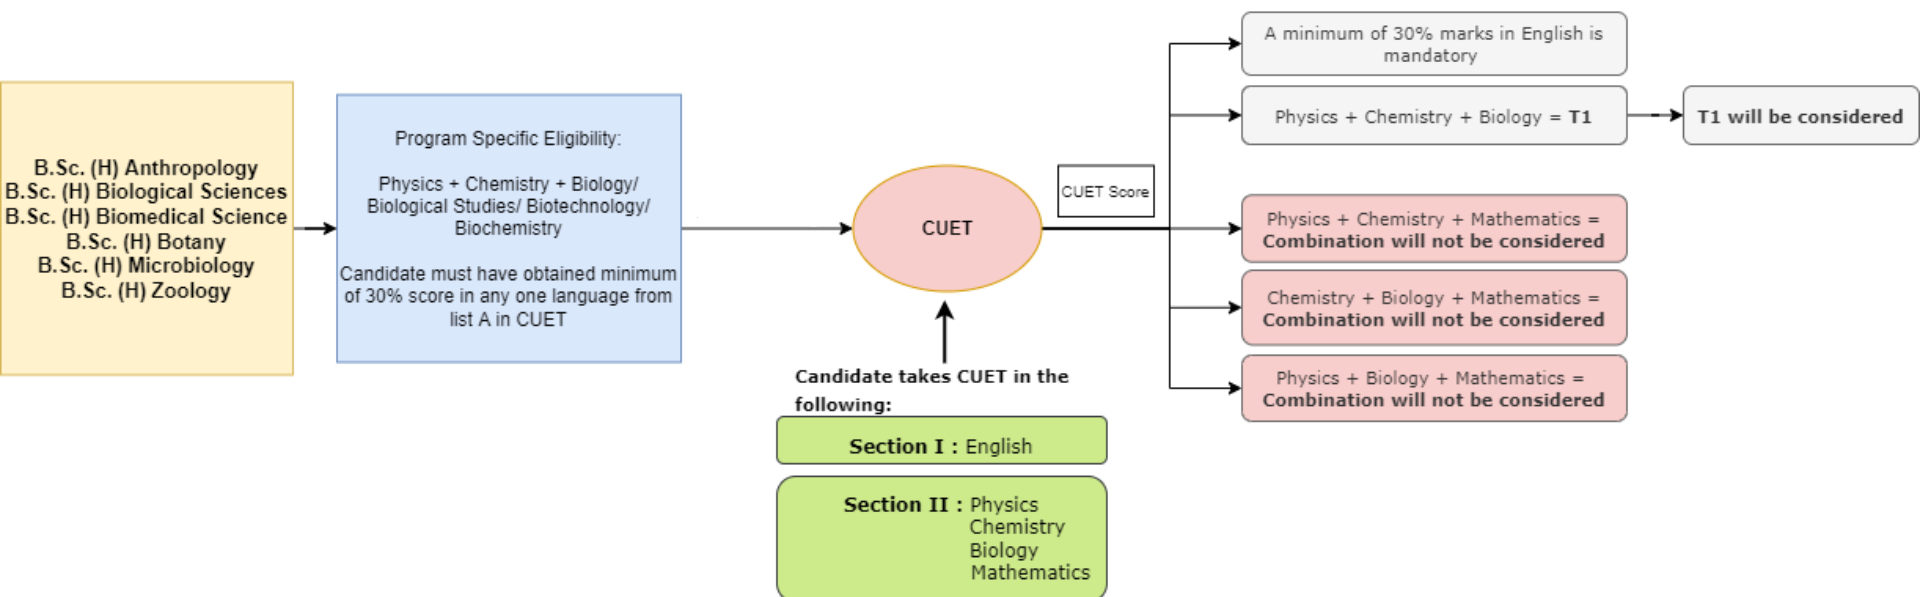 B.Sc. (H) Anthropology
B.Sc. (H) Biological Sciences
B.Sc. (H) Biomedical Science
B.Sc. (H) Botany
B.Sc. (H) Microbiology
B.Sc. (H) Zoology
Program Specific Eligibility:
Physics + Chemistry + Biology/
Biological Studies/ Biotechnology/
Biochemistry
Candidate must have obtained minimum
of 30% score in any one language from
list A in CUET
CUET
Candidate takes CUET in the
following:
Section I : English
Section II : Physics
Chemistry
Biology
Mathematics
CUET Score
A minimum of 30% marks in English is
mandatory
Physics + Chemistry + Biology = T1
T1 will be considered
Physics + Chemistry + Mathematics =
Combination will not be considered
Chemistry + Biology + Mathematics =
Combination will not be considered
Physics + Biology + Mathematics =
Combination will not be considered